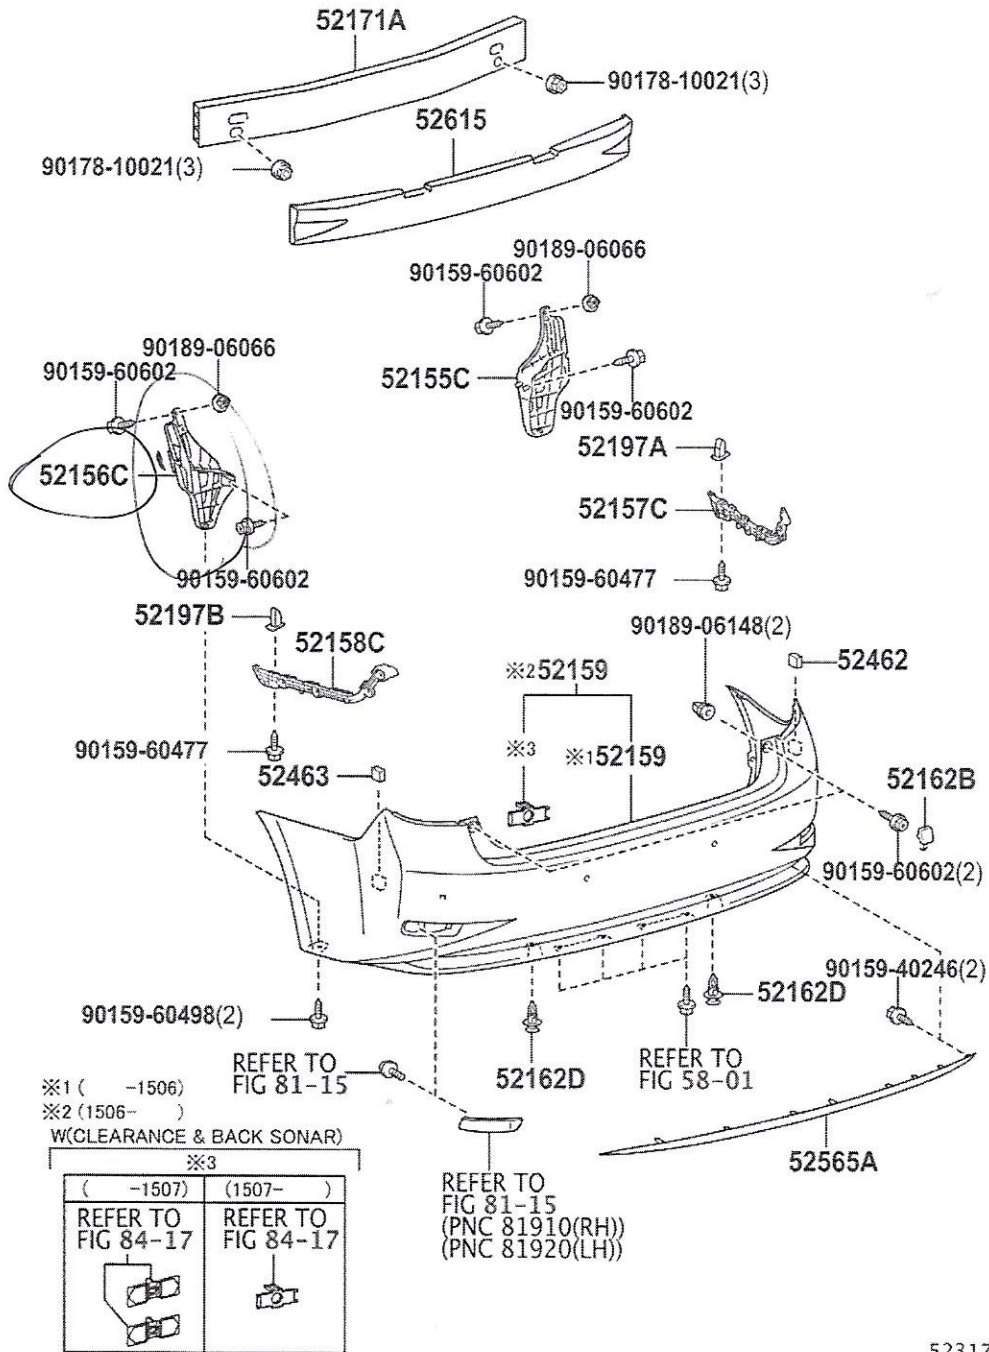 52171A
90178-10021(3)
52615
90178-10021(3)
90189-06066
90159-60602
90189-06066
90159-60602
52155C
90159-60602
52156C
52197A
52157C
90159-60602
90159-60477
52197B
90189-06148(2)
52158C
52462
※2 52159
90159-60477
※3
※1 52159
52463
52162B
90159-60602(2)
90159-40246(2)
52162D
90159-60498(2)
REFER TO
FIG 81-15
52162D
REFER TO
FIG 58-01
※1 ( -1506)
※2 (1506- )
W(CLEARANCE & BACK SONAR)
※3
( -1507) (1507- )
REFER TO
FIG 84-17
REFER TO
FIG 84-17
REFER TO
FIG 81-15
(PNC 81910(RH))
(PNC 81920(LH))
52565A